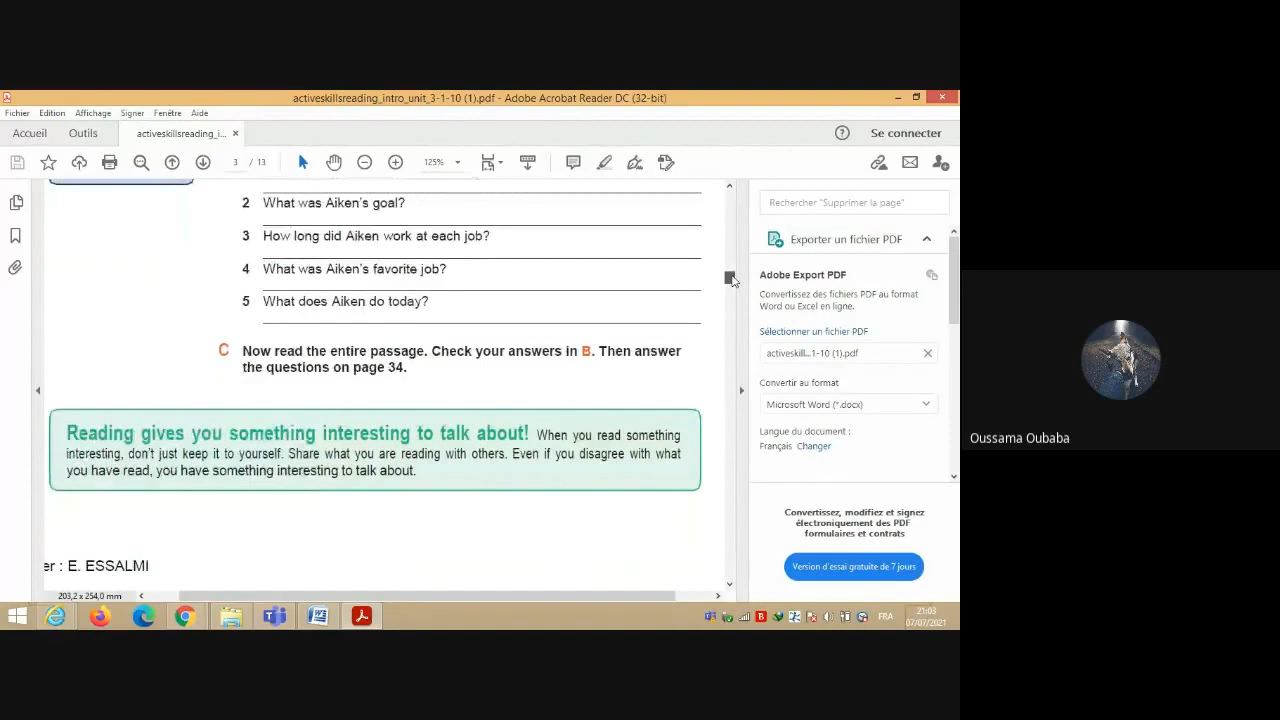 activeskillsreading_intro_unit_3-1-10 (1).pdf - Adobe Acrobat Reader DC (32-bit)
Fichier Edition Affichage Signer Fenêtre Aide
Accueil Outils activeskillsreading_i... × Se connecter
3 / 13 125%
2 What was Aiken's goal?
3 How long did Aiken work at each job?
4 What was Aiken's favorite job?
5 What does Aiken do today?
C Now read the entire passage. Check your answers in B. Then answer
the questions on page 34.
Reading gives you something interesting to talk about! When you read something
interesting, don't just keep it to yourself. Share what you are reading with others. Even if you disagree with what
you have read, you have something interesting to talk about.
er : E. ESSALMI
203,2 x 254,0 mm
Rechercher "Supprimer la page"
Exporter un fichier PDF
Adobe Export PDF
Convertissez des fichiers PDF au format
Word ou Excel en ligne.
Sélectionner un fichier PDF
activeskill...1-10 (1).pdf
Convertir au format
Microsoft Word (*.docx)
Langue du document :
Français Changer
Convertissez, modifiez et signez
électroniquement des PDF
formulaires et contrats
Version d'essai gratuite de 7 jours
FRA
21:03
07/07/2021
Oussama Oubaba